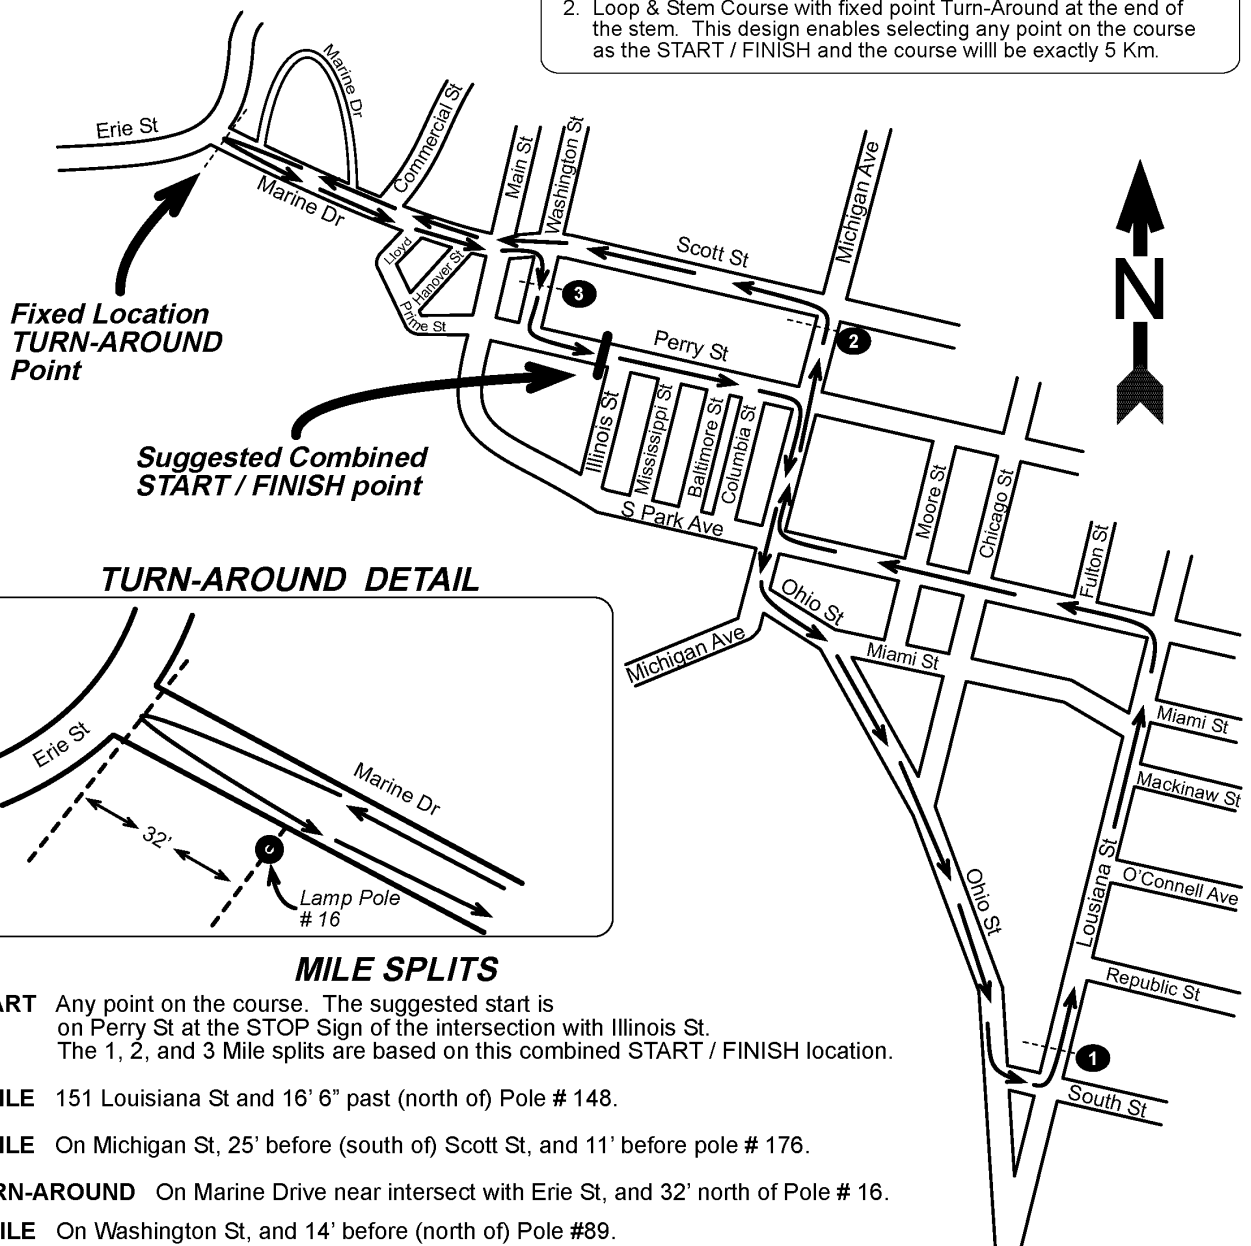 2. Loop & Stem Course with fixed point Turn-Around at the end of
the stem. This design enables selecting any point on the course
as the START / FINISH and the course willl be exactly 5 Km.
Erie St
Marine Dr
Commercial St
Main St
Washington St
Michigan Ave
Marine Dr
Scott St
Lloyd
Hanover St
Prime St
N
3
2
Fixed Location
TURN-AROUND
Point
Perry St
Illinois St
Mississippi St
Baltimore St
Columbia St
Suggested Combined
START / FINISH point
S Park Ave
Moore St
Chicago St
Fulton St
TURN-AROUND DETAIL
Ohio St
Michigan Ave
Miami St
Miami St
Mackinaw St
Erie St
Marine Dr
32'
Lamp Pole
# 16
Ohio St
Lousiana St
O'Connell Ave
Republic St
1
South St
MILE SPLITS
ART Any point on the course. The suggested start is
on Perry St at the STOP Sign of the intersection with Illinois St.
The 1, 2, and 3 Mile splits are based on this combined START / FINISH location.
ILE 151 Louisiana St and 16' 6” past (north of) Pole # 148.
ILE On Michigan St, 25' before (south of) Scott St, and 11' before pole # 176.
RN-AROUND On Marine Drive near intersect with Erie St, and 32' north of Pole # 16.
ILE On Washington St, and 14' before (north of) Pole #89.